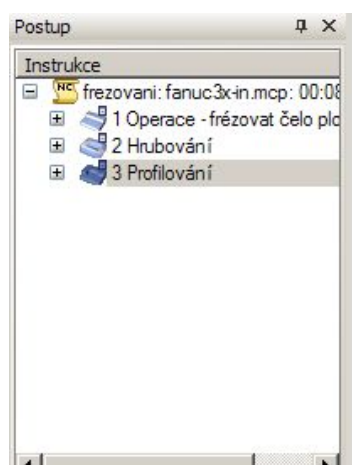 Postup
Instrukce
NC frezovani: fanuc3x-in.mcp: 00:08
1 Operace - frézovat čelo plo
2 Hrubování
3 Profilování